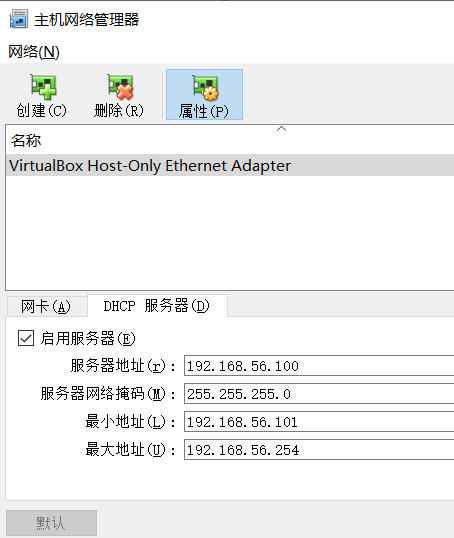 主机网络管理器
网络(N)
创建(C) 删除(R) 属性(P)
名称
VirtualBox Host-Only Ethernet Adapter
网卡(A) DHCP 服务器(D)
启用服务器(E)
服务器地址(r): 192.168.56.100
服务器网络掩码(M): 255.255.255.0
最小地址(L): 192.168.56.101
最大地址(U): 192.168.56.254
默认